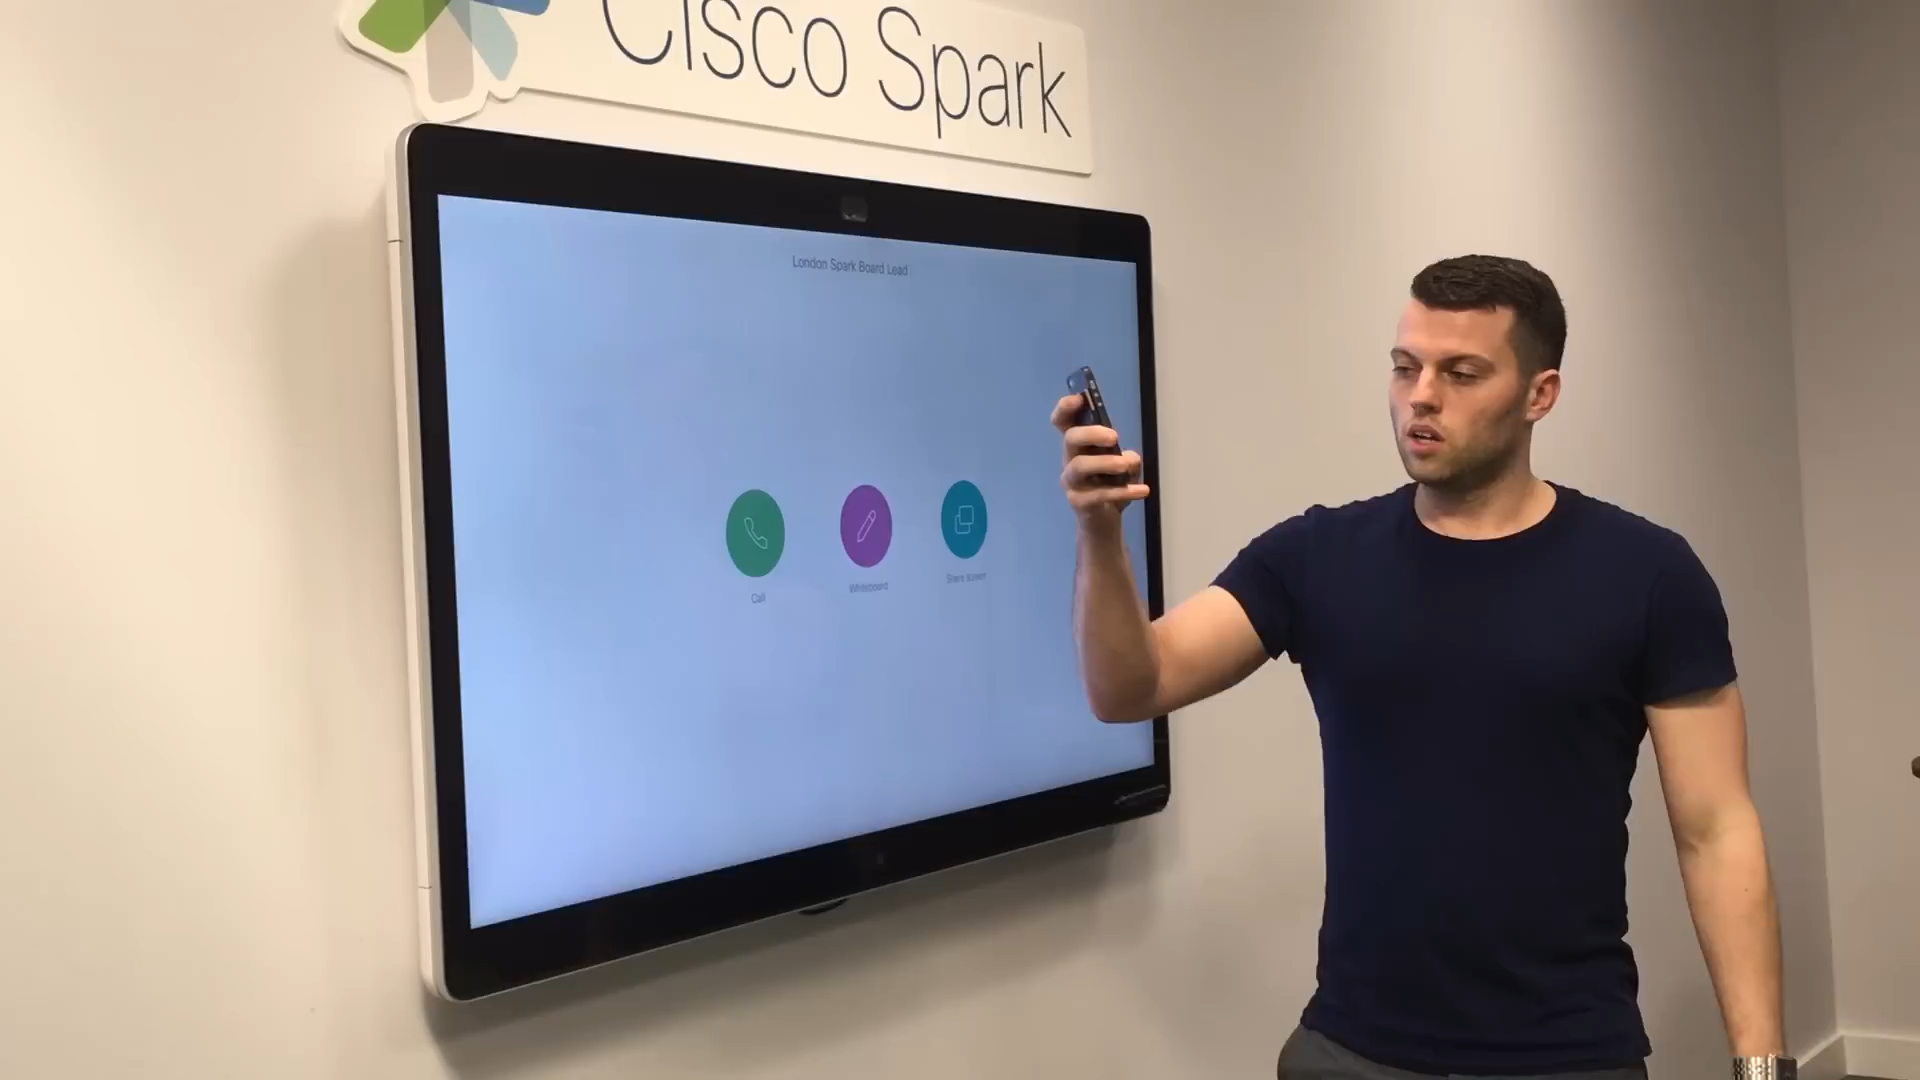 Cisco Spark
London Spark Board Lead
Call
Whiteboard
Share screen